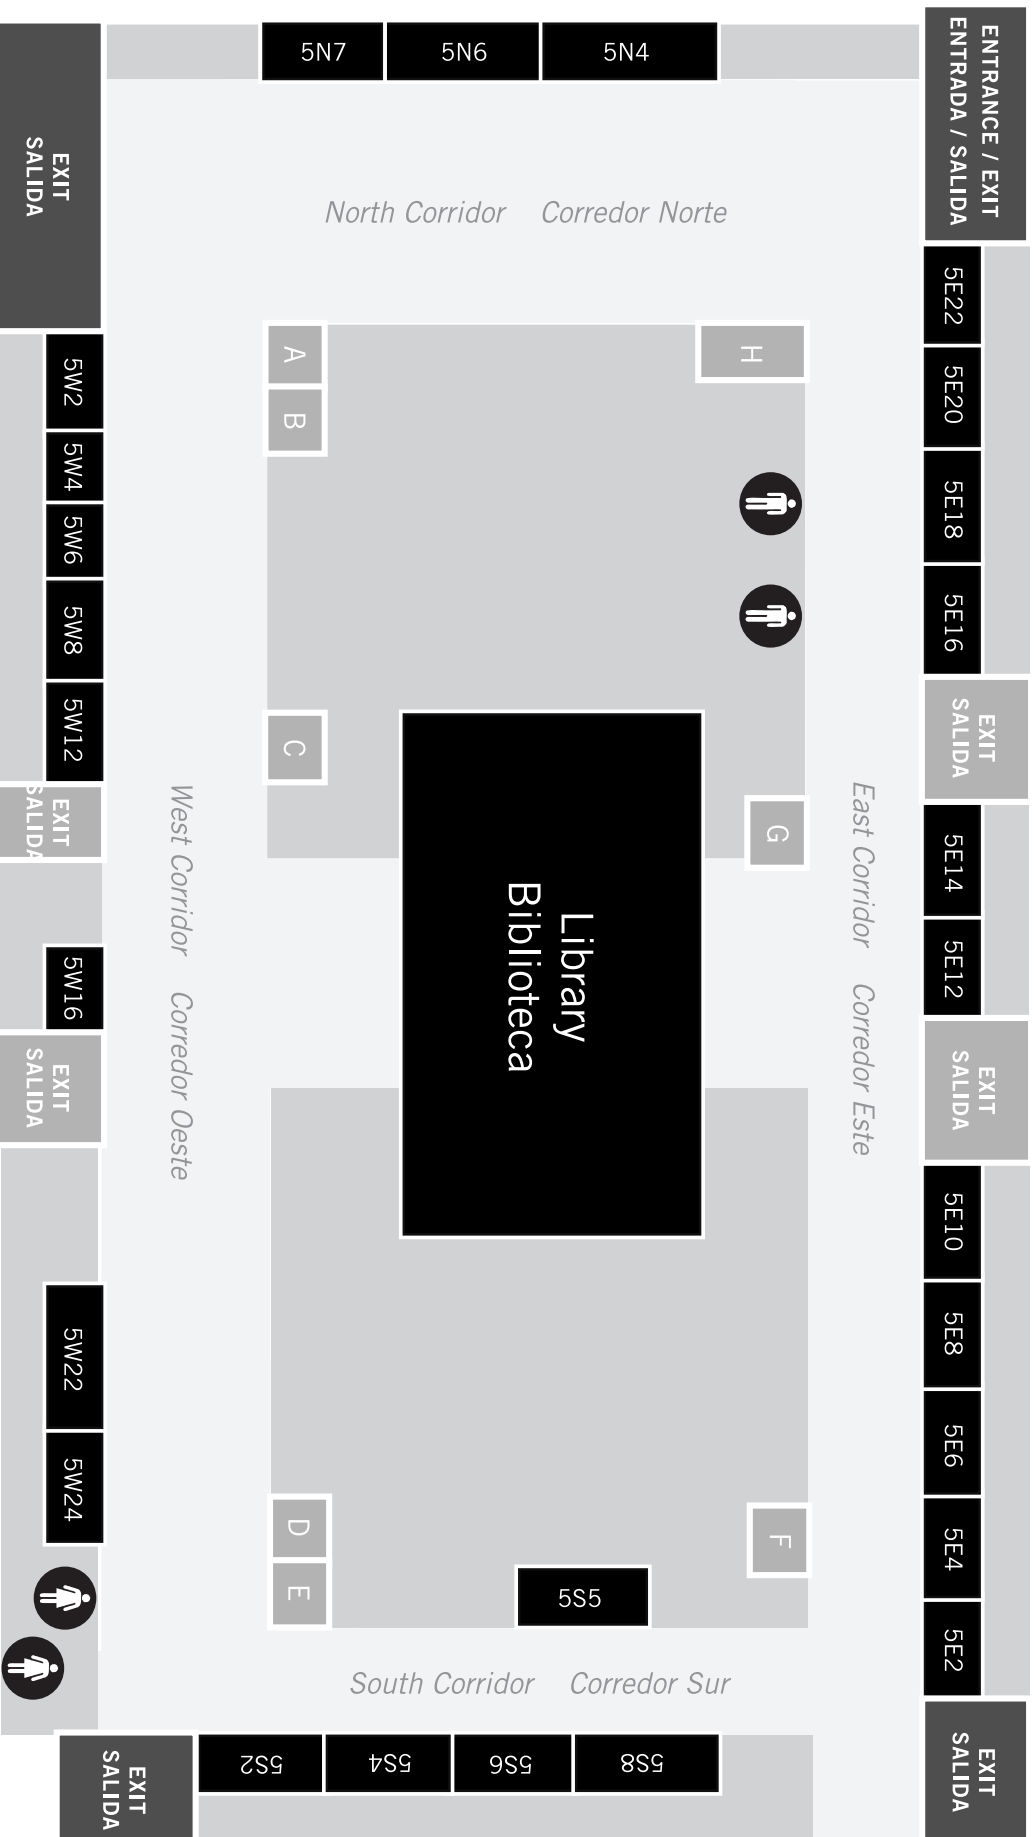 5N7
5N6
5N4
ENTRANCE / EXIT
ENTRADA / SALIDA
EXIT
SALIDA
North Corridor
Corredor Norte
5E22
5E20
5E18
5E16
EXIT
SALIDA
5E14
5E12
EXIT
SALIDA
5E10
5E8
5E6
5E4
5E2
EXIT
SALIDA
5W2
5W4
5W6
5W8
5W12
EXIT
SALIDA
5W16
EXIT
SALIDA
5W22
5W24
A
B
H
C
G
West Corridor
Corredor Oeste
East Corridor
Corredor Este
Library
Biblioteca
D
E
F
5S5
South Corridor
Corredor Sur
EXIT
SALIDA
5S2
5S4
5S6
5S8